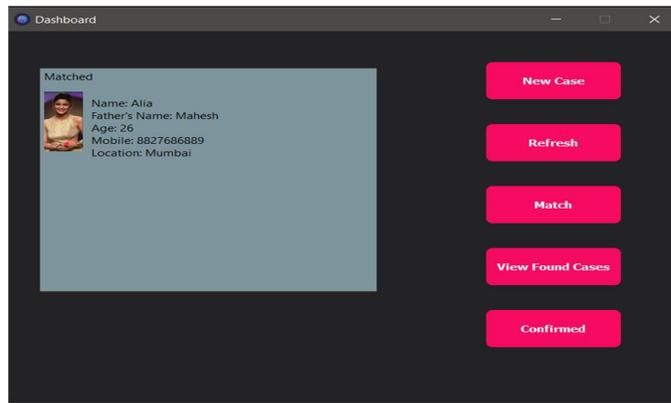 Dashboard
Matched
Name: Alia
Father's Name: Mahesh
Age: 26
Mobile: 8827686889
Location: Mumbai
New Case
Refresh
Match
View Found Cases
Confirmed